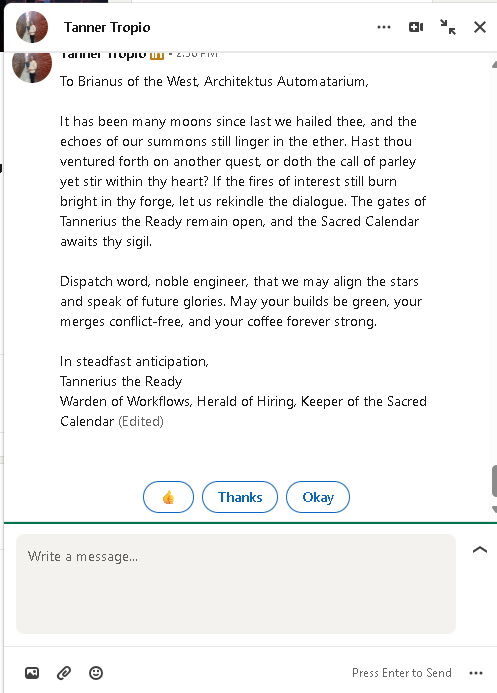 Tanner Tropio
Tanner Tropio in • 2:56 PM
To Brianus of the West, Architektus Automatarium,
It has been many moons since last we hailed thee, and the
echoes of our summons still linger in the ether. Hast thou
ventured forth on another quest, or doth the call of parley
yet stir within thy heart? If the fires of interest still burn
bright in thy forge, let us rekindle the dialogue. The gates of
Tannerius the Ready remain open, and the Sacred Calendar
awaits thy sigil.
Dispatch word, noble engineer, that we may align the stars
and speak of future glories. May your builds be green, your
merges conflict-free, and your coffee forever strong.
In steadfast anticipation,
Tannerius the Ready
Warden of Workflows, Herald of Hiring, Keeper of the Sacred
Calendar (Edited)
👍 Thanks Okay
Write a message...
Press Enter to Send